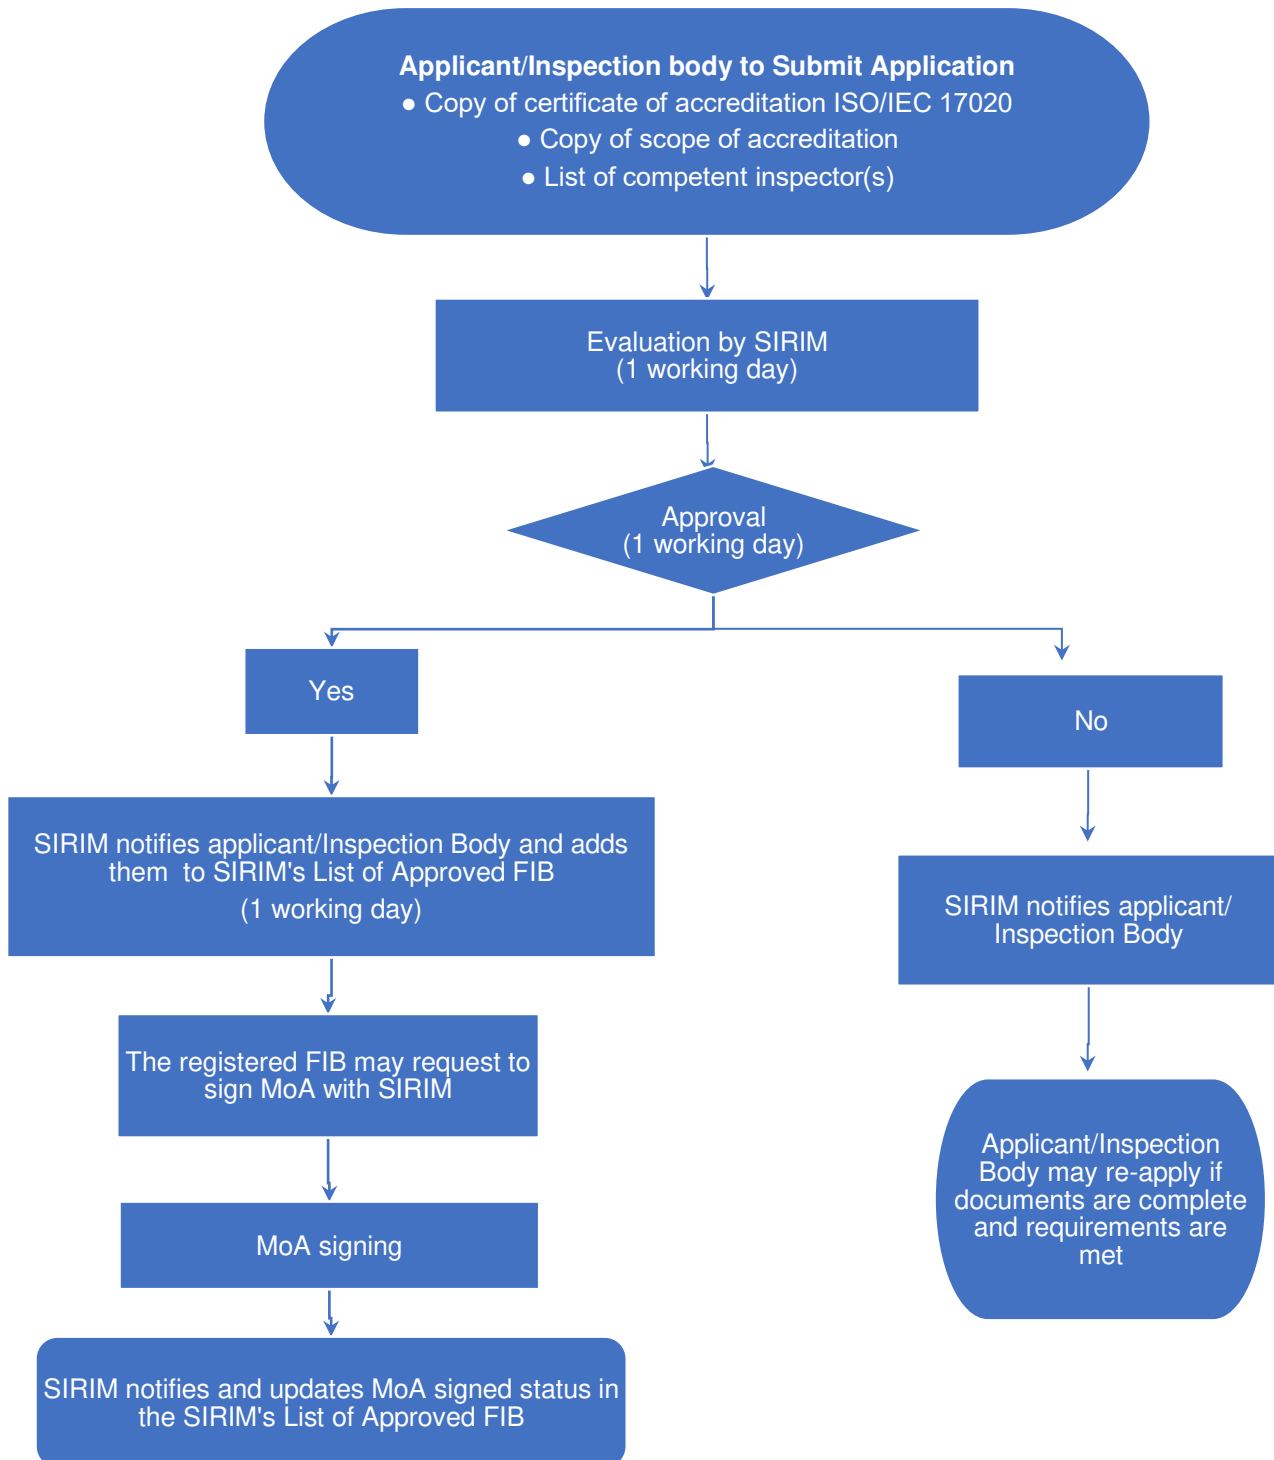 Applicant/Inspection body to Submit Application
● Copy of certificate of accreditation ISO/IEC 17020
● Copy of scope of accreditation
● List of competent inspector(s)
Evaluation by SIRIM
(1 working day)
Approval
(1 working day)
Yes
No
SIRIM notifies applicant/Inspection Body and adds
them to SIRIM's List of Approved FIB
(1 working day)
SIRIM notifies applicant/
Inspection Body
The registered FIB may request to
sign MoA with SIRIM
MoA signing
Applicant/Inspection
Body may re-apply if
documents are complete
and requirements are
met
SIRIM notifies and updates MoA signed status in
the SIRIM's List of Approved FIB